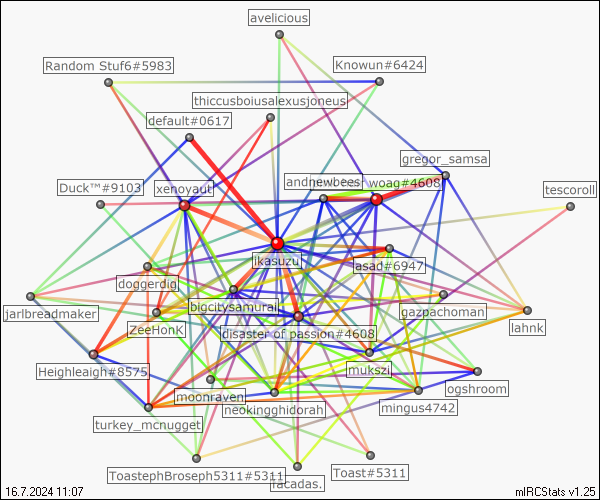 avelicious
Random Stuf6#5983
Knowun#6424
thiccusboiusalexusjoneus
default#0617
gregor_samsa
Duck™#9103
xenoyaut
andnewbees
woag#4608
tescoroll
ikasuzu
asad#6947
doggerdig
bigcitysamurai
gazpachoman
jarlbreadmaker
ZeeHonK
disaster of passion#4608
lahnk
Heighleaigh#8575
mukszi
ogshroom
moonraven
neokingghidorah
mingus4742
turkey_mcnugget
ToastephBroseph5311#5311
facadas.
Toast#5311
16.7.2024 11:07
mIRCStats v1.25